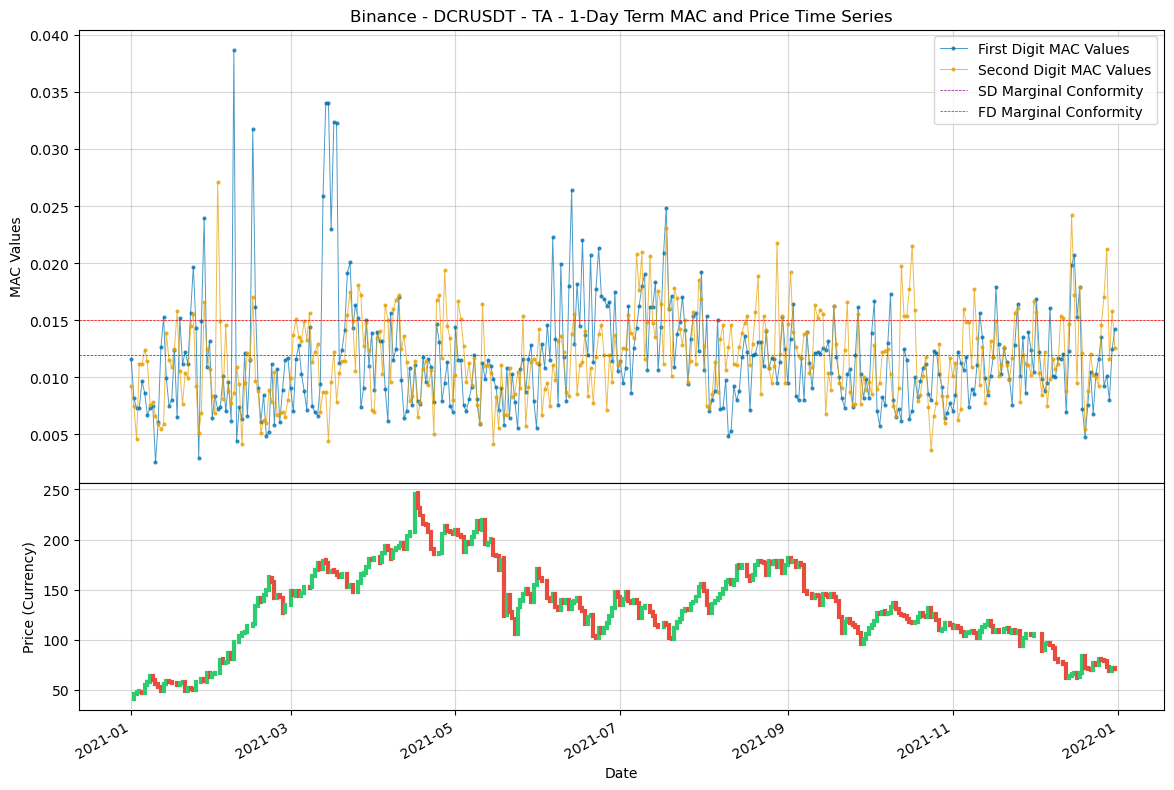 Binance - DCRUSDT - TA - 1-Day Term MAC and Price Time Series
First Digit MAC Values
Second Digit MAC Values
SD Marginal Conformity
FD Marginal Conformity
MAC Values
0.040
0.035
0.030
0.025
0.020
0.015
0.010
0.005
Price (Currency)
250
200
150
100
50
2021-01
2021-03
2021-05
2021-07
2021-09
2021-11
2022-01
Date